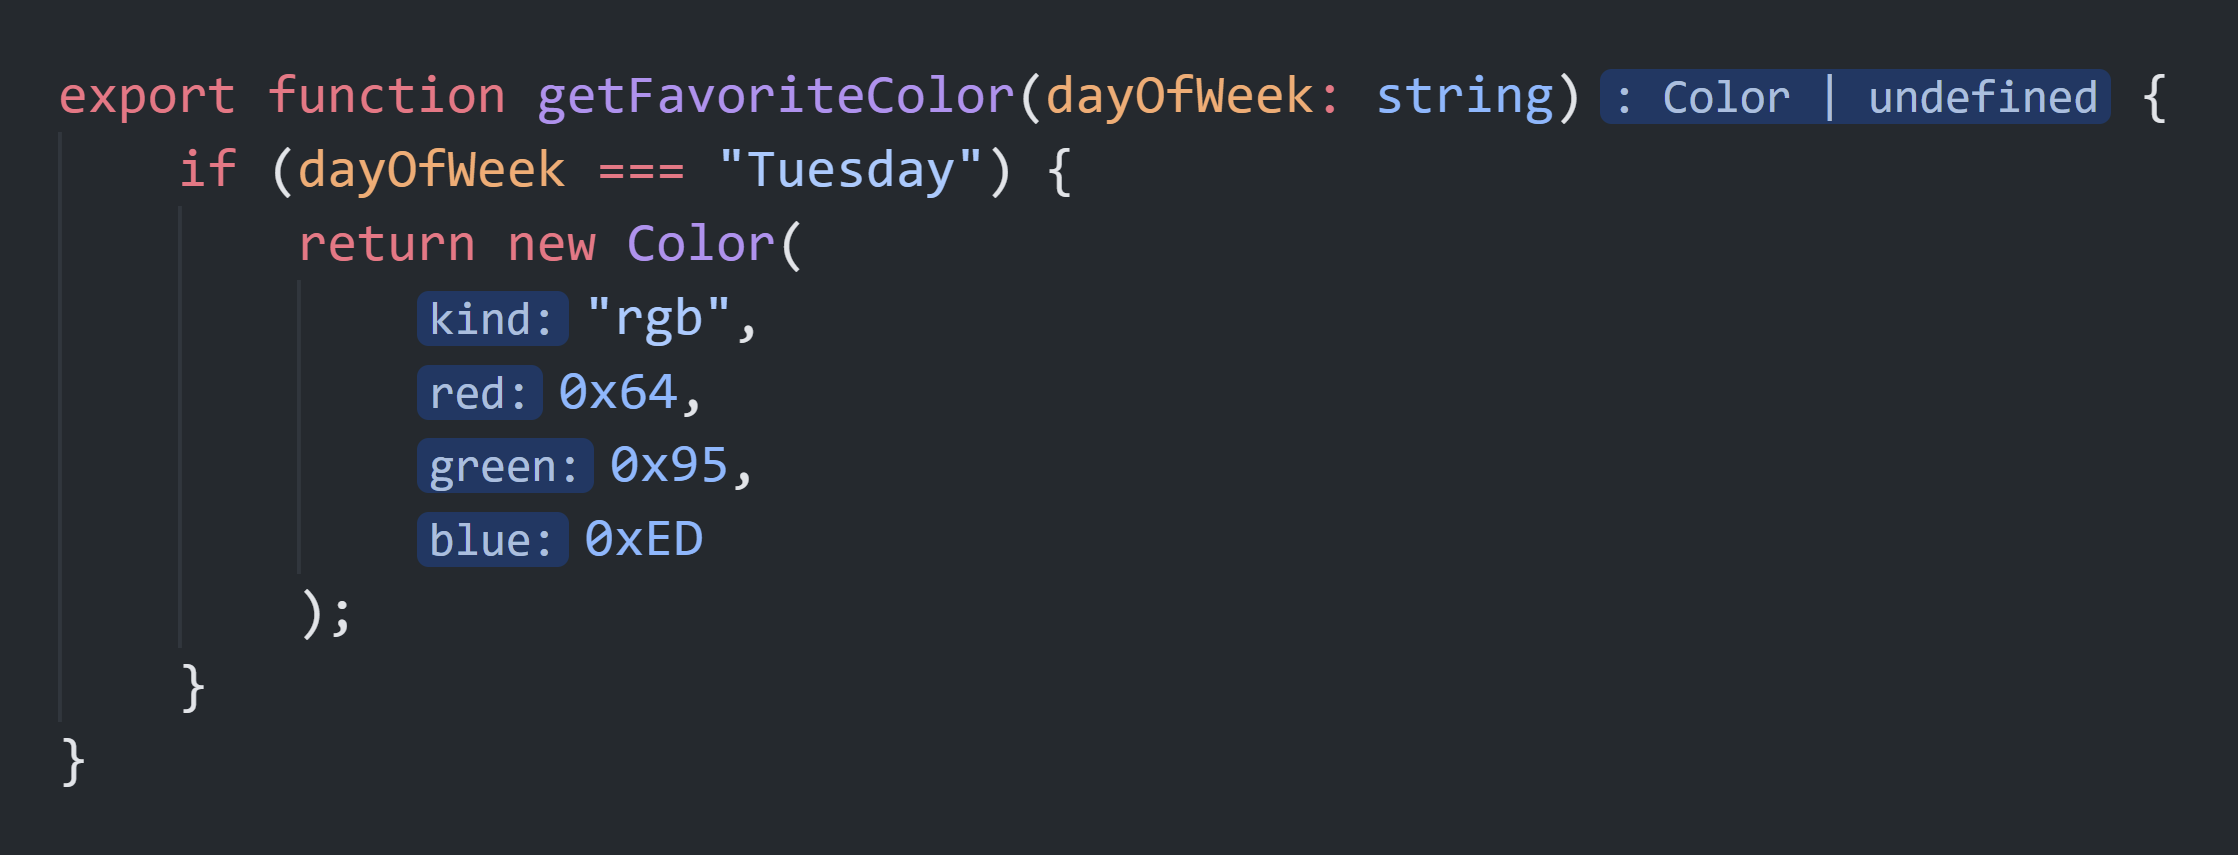 export function getFavoriteColor(dayOfWeek: string): Color | undefined {
    if (dayOfWeek === "Tuesday") {
        return new Color(
            kind: "rgb",
            red: 0x64,
            green: 0x95,
            blue: 0xED
        );
    }
}